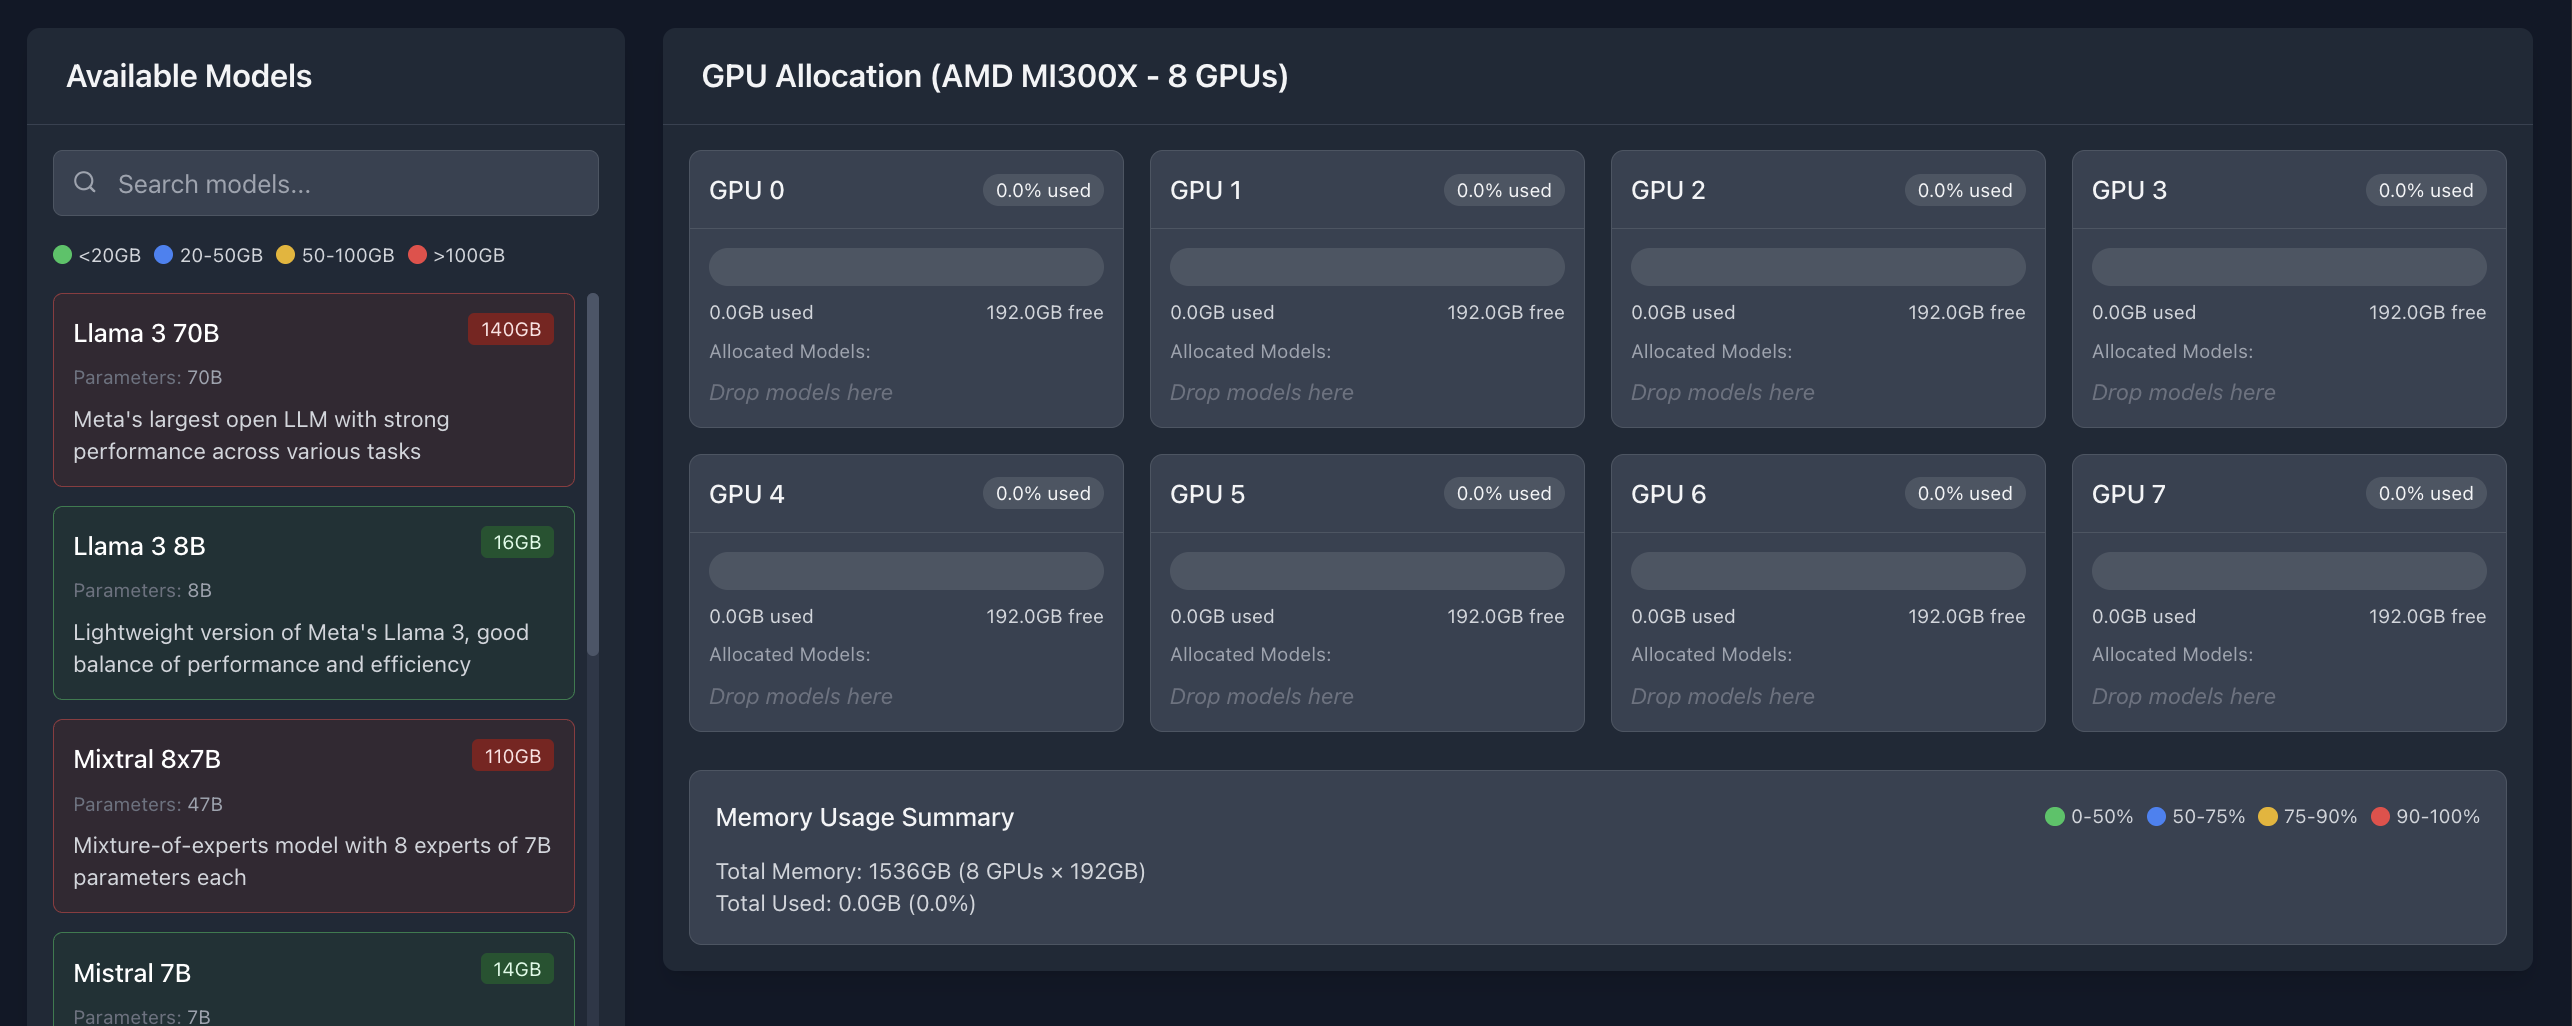 Available Models
Search models...
<20GB 20-50GB 50-100GB >100GB
Llama 3 70B 140GB
Parameters: 70B
Meta's largest open LLM with strong
performance across various tasks
Llama 3 8B 16GB
Parameters: 8B
Lightweight version of Meta's Llama 3, good
balance of performance and efficiency
Mixtral 8x7B 110GB
Parameters: 47B
Mixture-of-experts model with 8 experts of 7B
parameters each
Mistral 7B 14GB
Parameters: 7B
GPU Allocation (AMD MI300X - 8 GPUs)
GPU 0 0.0% used
0.0GB used 192.0GB free
Allocated Models:
Drop models here
GPU 1 0.0% used
0.0GB used 192.0GB free
Allocated Models:
Drop models here
GPU 2 0.0% used
0.0GB used 192.0GB free
Allocated Models:
Drop models here
GPU 3 0.0% used
0.0GB used 192.0GB free
Allocated Models:
Drop models here
GPU 4 0.0% used
0.0GB used 192.0GB free
Allocated Models:
Drop models here
GPU 5 0.0% used
0.0GB used 192.0GB free
Allocated Models:
Drop models here
GPU 6 0.0% used
0.0GB used 192.0GB free
Allocated Models:
Drop models here
GPU 7 0.0% used
0.0GB used 192.0GB free
Allocated Models:
Drop models here
Memory Usage Summary
0-50% 50-75% 75-90% 90-100%
Total Memory: 1536GB (8 GPUs × 192GB)
Total Used: 0.0GB (0.0%)